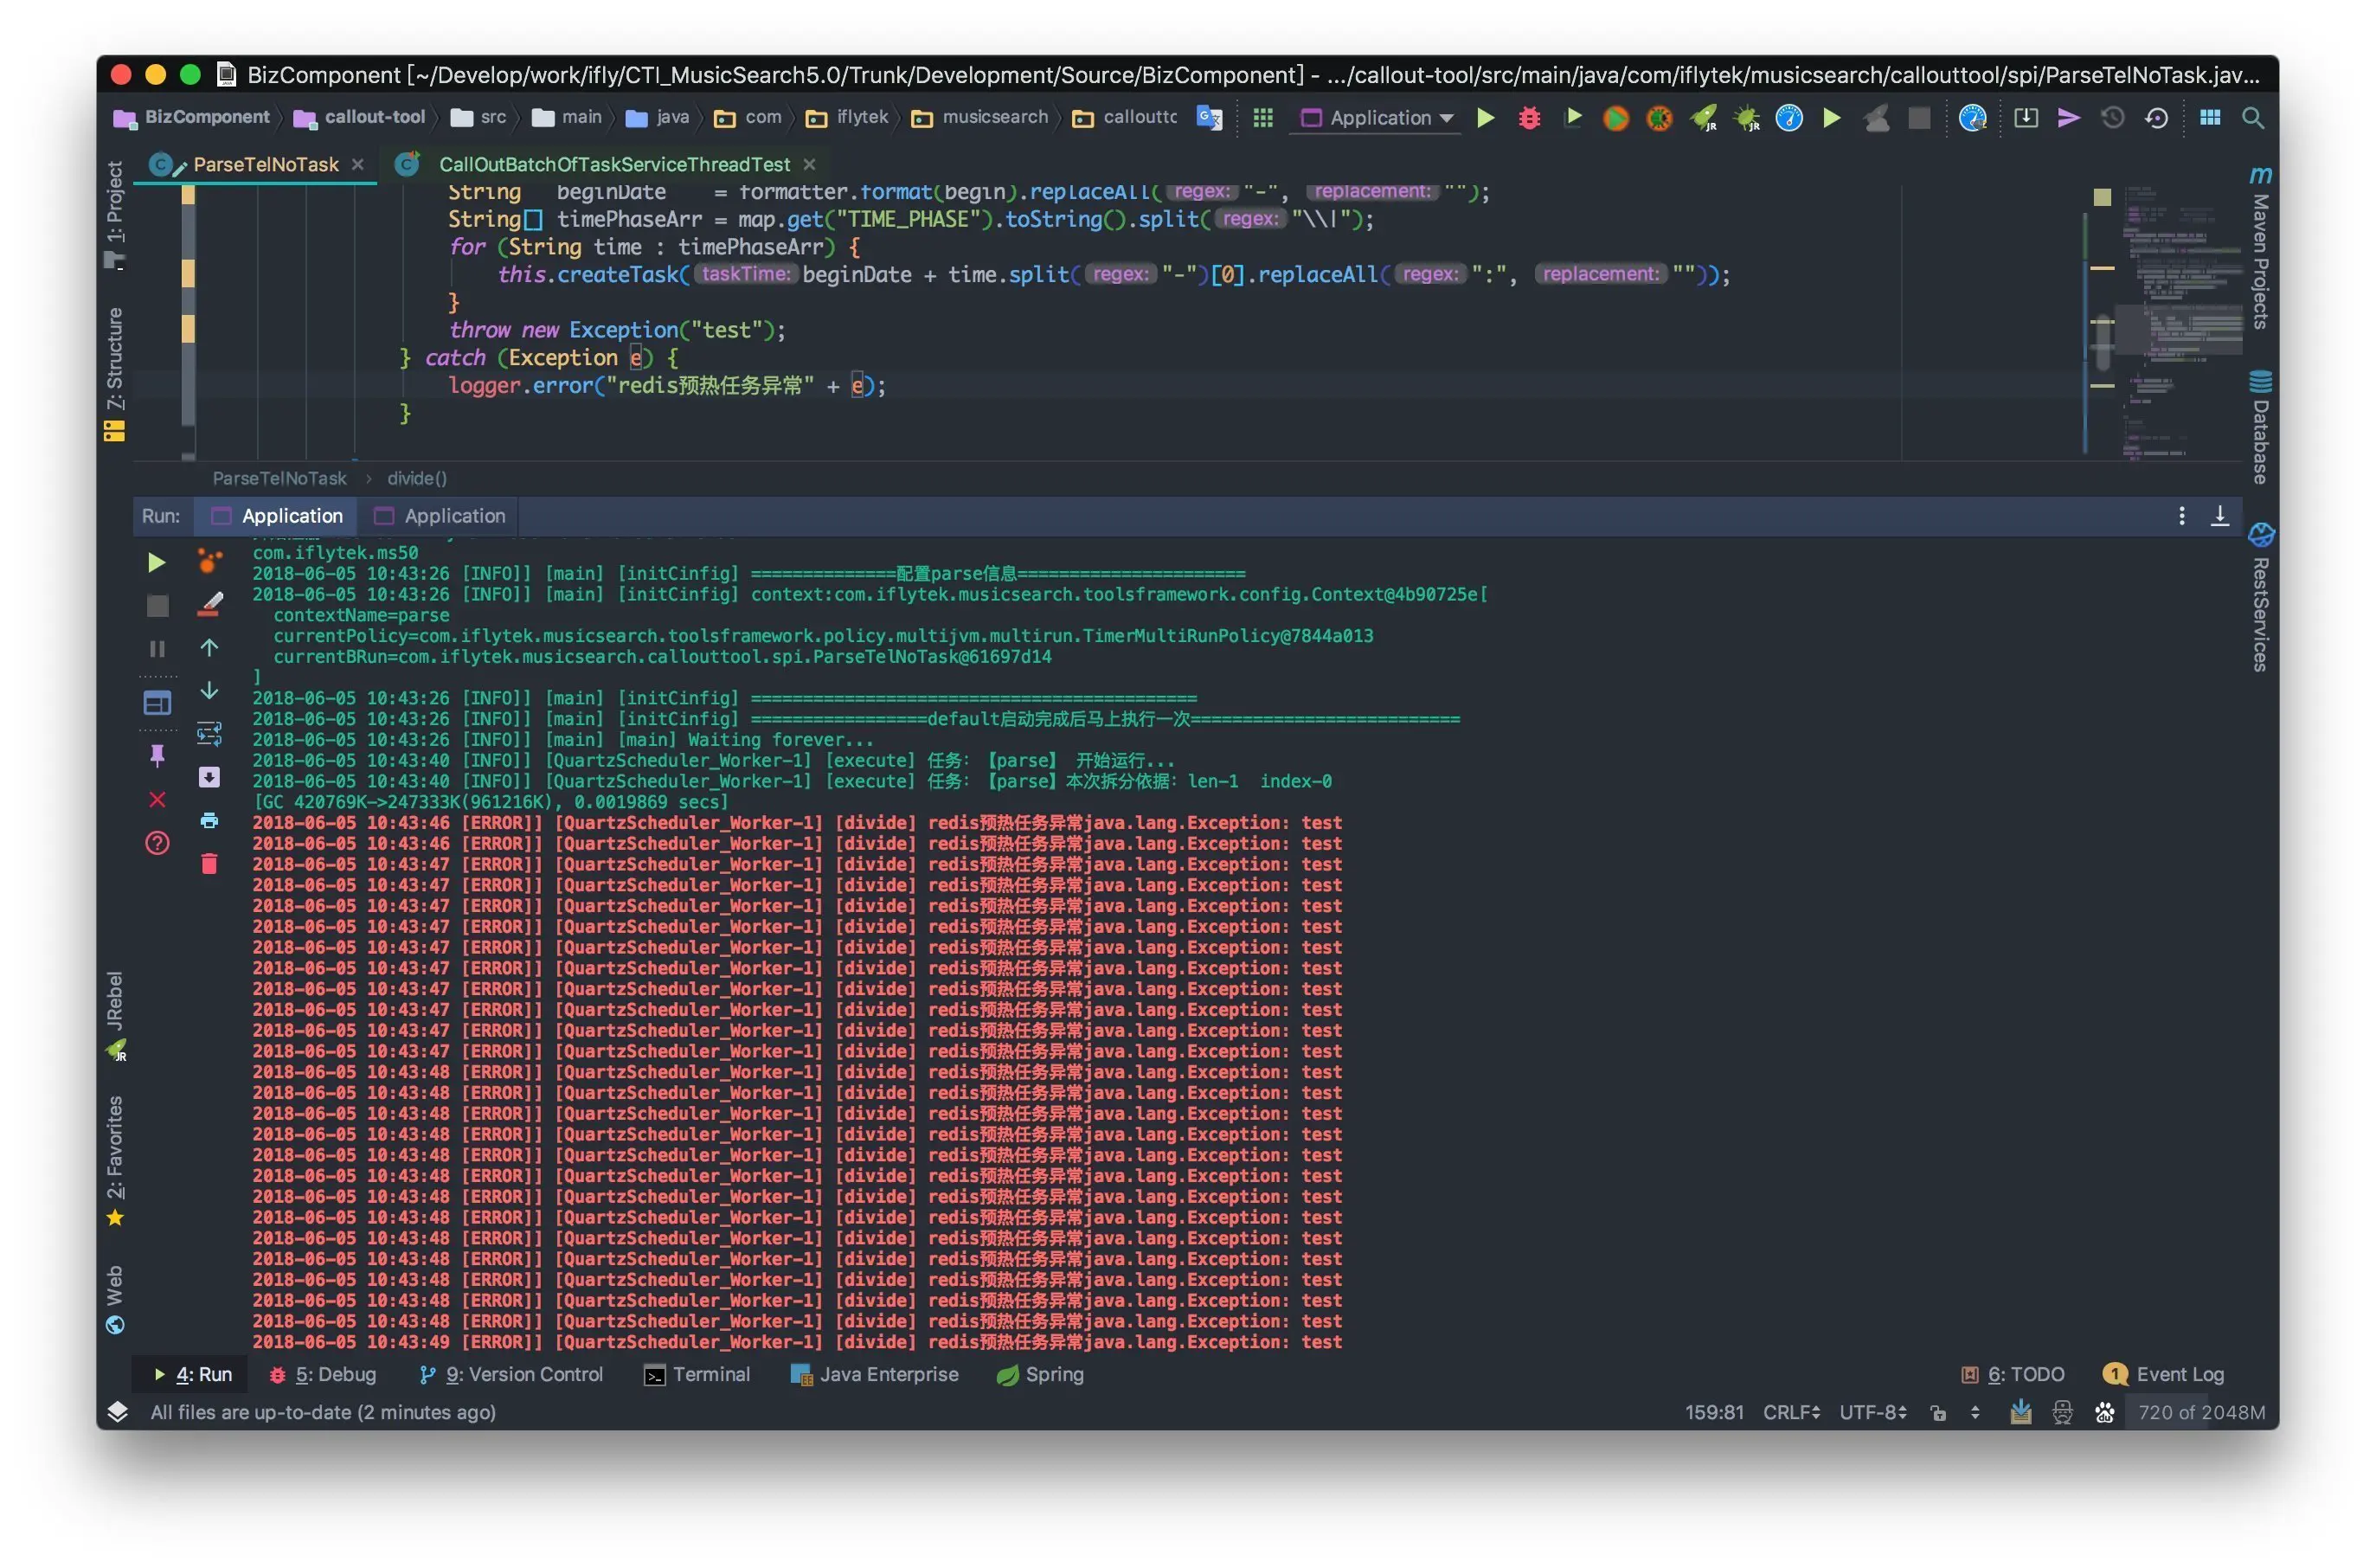 BizComponent [~/Develop/work/ifly/CTI_MusicSearch5.0/Trunk/Development/Source/BizComponent] - .../callout-tool/src/main/java/com/iflytek/musicsearch/callouttool/spi/ParseTelNoTask.jav...
BizComponent callout-tool src main java com iflytek musicsearch calloutto Application
ParseTelNoTask CallOutBatchOfTaskServiceThreadTest
String beginDate = formatter.format(begin).replaceAll( regex: "-", replacement: "");
String[] timePhaseArr = map.get("TIME_PHASE").toString().split( regex: "\\|");
for (String time : timePhaseArr) {
this.createTask( taskTime: beginDate + time.split( regex: "-")[0].replaceAll( regex: ":", replacement: ""));
}
throw new Exception("test");
} catch (Exception e) {
logger.error("redis预热任务异常" + e);
}
ParseTelNoTask › divide()
Run: Application Application
com.iflytek.ms50
2018-06-05 10:43:26 [INFO]] [main] [initCinfig] ==============配置parse信息======================
2018-06-05 10:43:26 [INFO]] [main] [initCinfig] context:com.iflytek.musicsearch.toolsframework.config.Context@4b90725e[
contextName=parse
currentPolicy=com.iflytek.musicsearch.toolsframework.policy.multijvm.multirun.TimerMultiRunPolicy@7844a013
currentBRun=com.iflytek.musicsearch.callouttool.spi.ParseTelNoTask@61697d14
]
2018-06-05 10:43:26 [INFO]] [main] [initCinfig] ===========================================
2018-06-05 10:43:26 [INFO]] [main] [initCinfig] =================default启动完成后马上执行一次==========================
2018-06-05 10:43:26 [INFO]] [main] [main] Waiting forever...
2018-06-05 10:43:40 [INFO]] [QuartzScheduler_Worker-1] [execute] 任务：【parse】 开始运行...
2018-06-05 10:43:40 [INFO]] [QuartzScheduler_Worker-1] [execute] 任务：【parse】本次拆分依据：len-1 index-0
[GC 420769K->247333K(961216K), 0.0019869 secs]
2018-06-05 10:43:46 [ERROR]] [QuartzScheduler_Worker-1] [divide] redis预热任务异常java.lang.Exception: test
2018-06-05 10:43:46 [ERROR]] [QuartzScheduler_Worker-1] [divide] redis预热任务异常java.lang.Exception: test
2018-06-05 10:43:47 [ERROR]] [QuartzScheduler_Worker-1] [divide] redis预热任务异常java.lang.Exception: test
2018-06-05 10:43:47 [ERROR]] [QuartzScheduler_Worker-1] [divide] redis预热任务异常java.lang.Exception: test
2018-06-05 10:43:47 [ERROR]] [QuartzScheduler_Worker-1] [divide] redis预热任务异常java.lang.Exception: test
2018-06-05 10:43:47 [ERROR]] [QuartzScheduler_Worker-1] [divide] redis预热任务异常java.lang.Exception: test
2018-06-05 10:43:47 [ERROR]] [QuartzScheduler_Worker-1] [divide] redis预热任务异常java.lang.Exception: test
2018-06-05 10:43:47 [ERROR]] [QuartzScheduler_Worker-1] [divide] redis预热任务异常java.lang.Exception: test
2018-06-05 10:43:47 [ERROR]] [QuartzScheduler_Worker-1] [divide] redis预热任务异常java.lang.Exception: test
2018-06-05 10:43:47 [ERROR]] [QuartzScheduler_Worker-1] [divide] redis预热任务异常java.lang.Exception: test
2018-06-05 10:43:47 [ERROR]] [QuartzScheduler_Worker-1] [divide] redis预热任务异常java.lang.Exception: test
2018-06-05 10:43:47 [ERROR]] [QuartzScheduler_Worker-1] [divide] redis预热任务异常java.lang.Exception: test
2018-06-05 10:43:48 [ERROR]] [QuartzScheduler_Worker-1] [divide] redis预热任务异常java.lang.Exception: test
2018-06-05 10:43:48 [ERROR]] [QuartzScheduler_Worker-1] [divide] redis预热任务异常java.lang.Exception: test
2018-06-05 10:43:48 [ERROR]] [QuartzScheduler_Worker-1] [divide] redis预热任务异常java.lang.Exception: test
2018-06-05 10:43:48 [ERROR]] [QuartzScheduler_Worker-1] [divide] redis预热任务异常java.lang.Exception: test
2018-06-05 10:43:48 [ERROR]] [QuartzScheduler_Worker-1] [divide] redis预热任务异常java.lang.Exception: test
2018-06-05 10:43:48 [ERROR]] [QuartzScheduler_Worker-1] [divide] redis预热任务异常java.lang.Exception: test
2018-06-05 10:43:48 [ERROR]] [QuartzScheduler_Worker-1] [divide] redis预热任务异常java.lang.Exception: test
2018-06-05 10:43:48 [ERROR]] [QuartzScheduler_Worker-1] [divide] redis预热任务异常java.lang.Exception: test
2018-06-05 10:43:48 [ERROR]] [QuartzScheduler_Worker-1] [divide] redis预热任务异常java.lang.Exception: test
2018-06-05 10:43:48 [ERROR]] [QuartzScheduler_Worker-1] [divide] redis预热任务异常java.lang.Exception: test
2018-06-05 10:43:48 [ERROR]] [QuartzScheduler_Worker-1] [divide] redis预热任务异常java.lang.Exception: test
2018-06-05 10:43:48 [ERROR]] [QuartzScheduler_Worker-1] [divide] redis预热任务异常java.lang.Exception: test
2018-06-05 10:43:48 [ERROR]] [QuartzScheduler_Worker-1] [divide] redis预热任务异常java.lang.Exception: test
2018-06-05 10:43:49 [ERROR]] [QuartzScheduler_Worker-1] [divide] redis预热任务异常java.lang.Exception: test
1: Project
7: Structure
JRebel
2: Favorites
Web
Maven Projects
Database
RestServices
4: Run 5: Debug 9: Version Control Terminal Java Enterprise Spring 6: TODO 1 Event Log
All files are up-to-date (2 minutes ago) 159:81 CRLF UTF-8 720 of 2048M